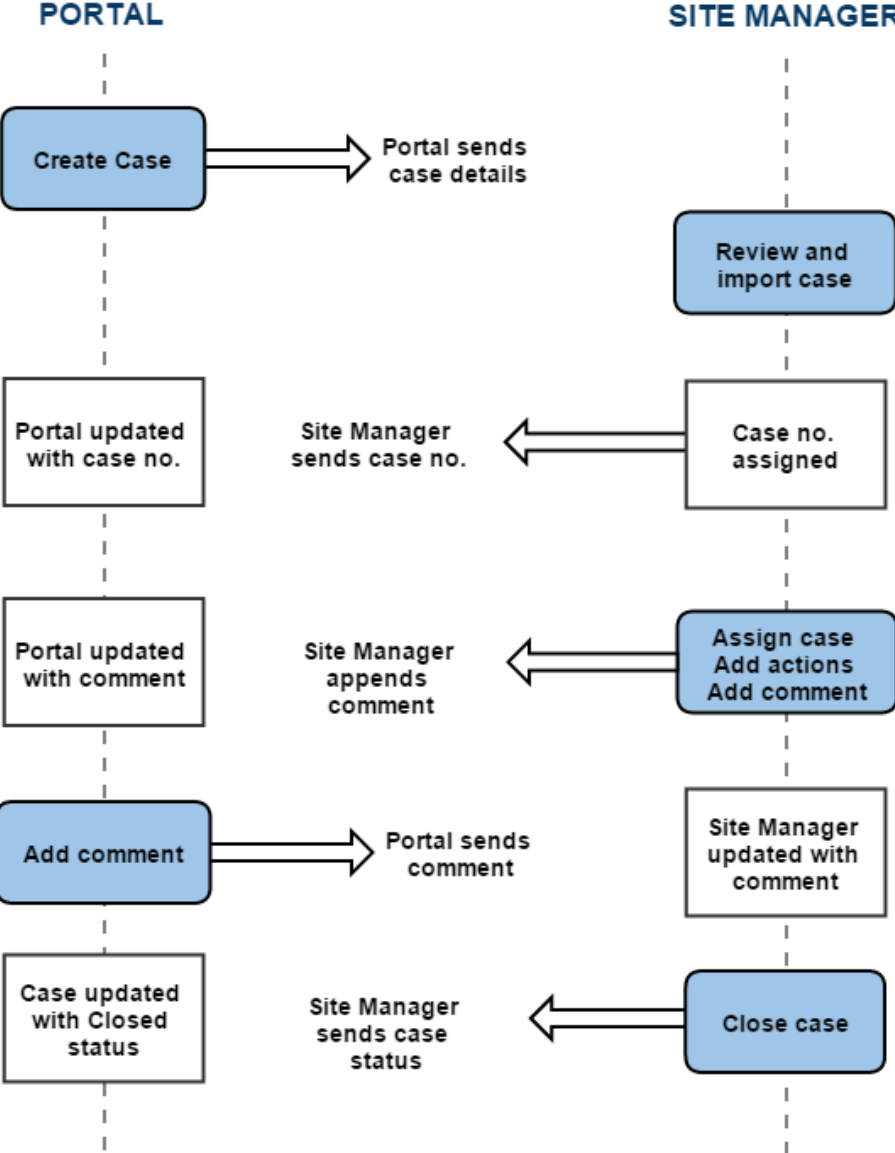 PORTAL
SITE MANAGER
Create Case
Portal sends
case details
Review and
import case
Portal updated
with case no.
Site Manager
sends case no.
Case no.
assigned
Portal updated
with comment
Site Manager
appends
comment
Assign case
Add actions
Add comment
Add comment
Portal sends
comment
Site Manager
updated with
comment
Case updated
with Closed
status
Site Manager
sends case
status
Close case